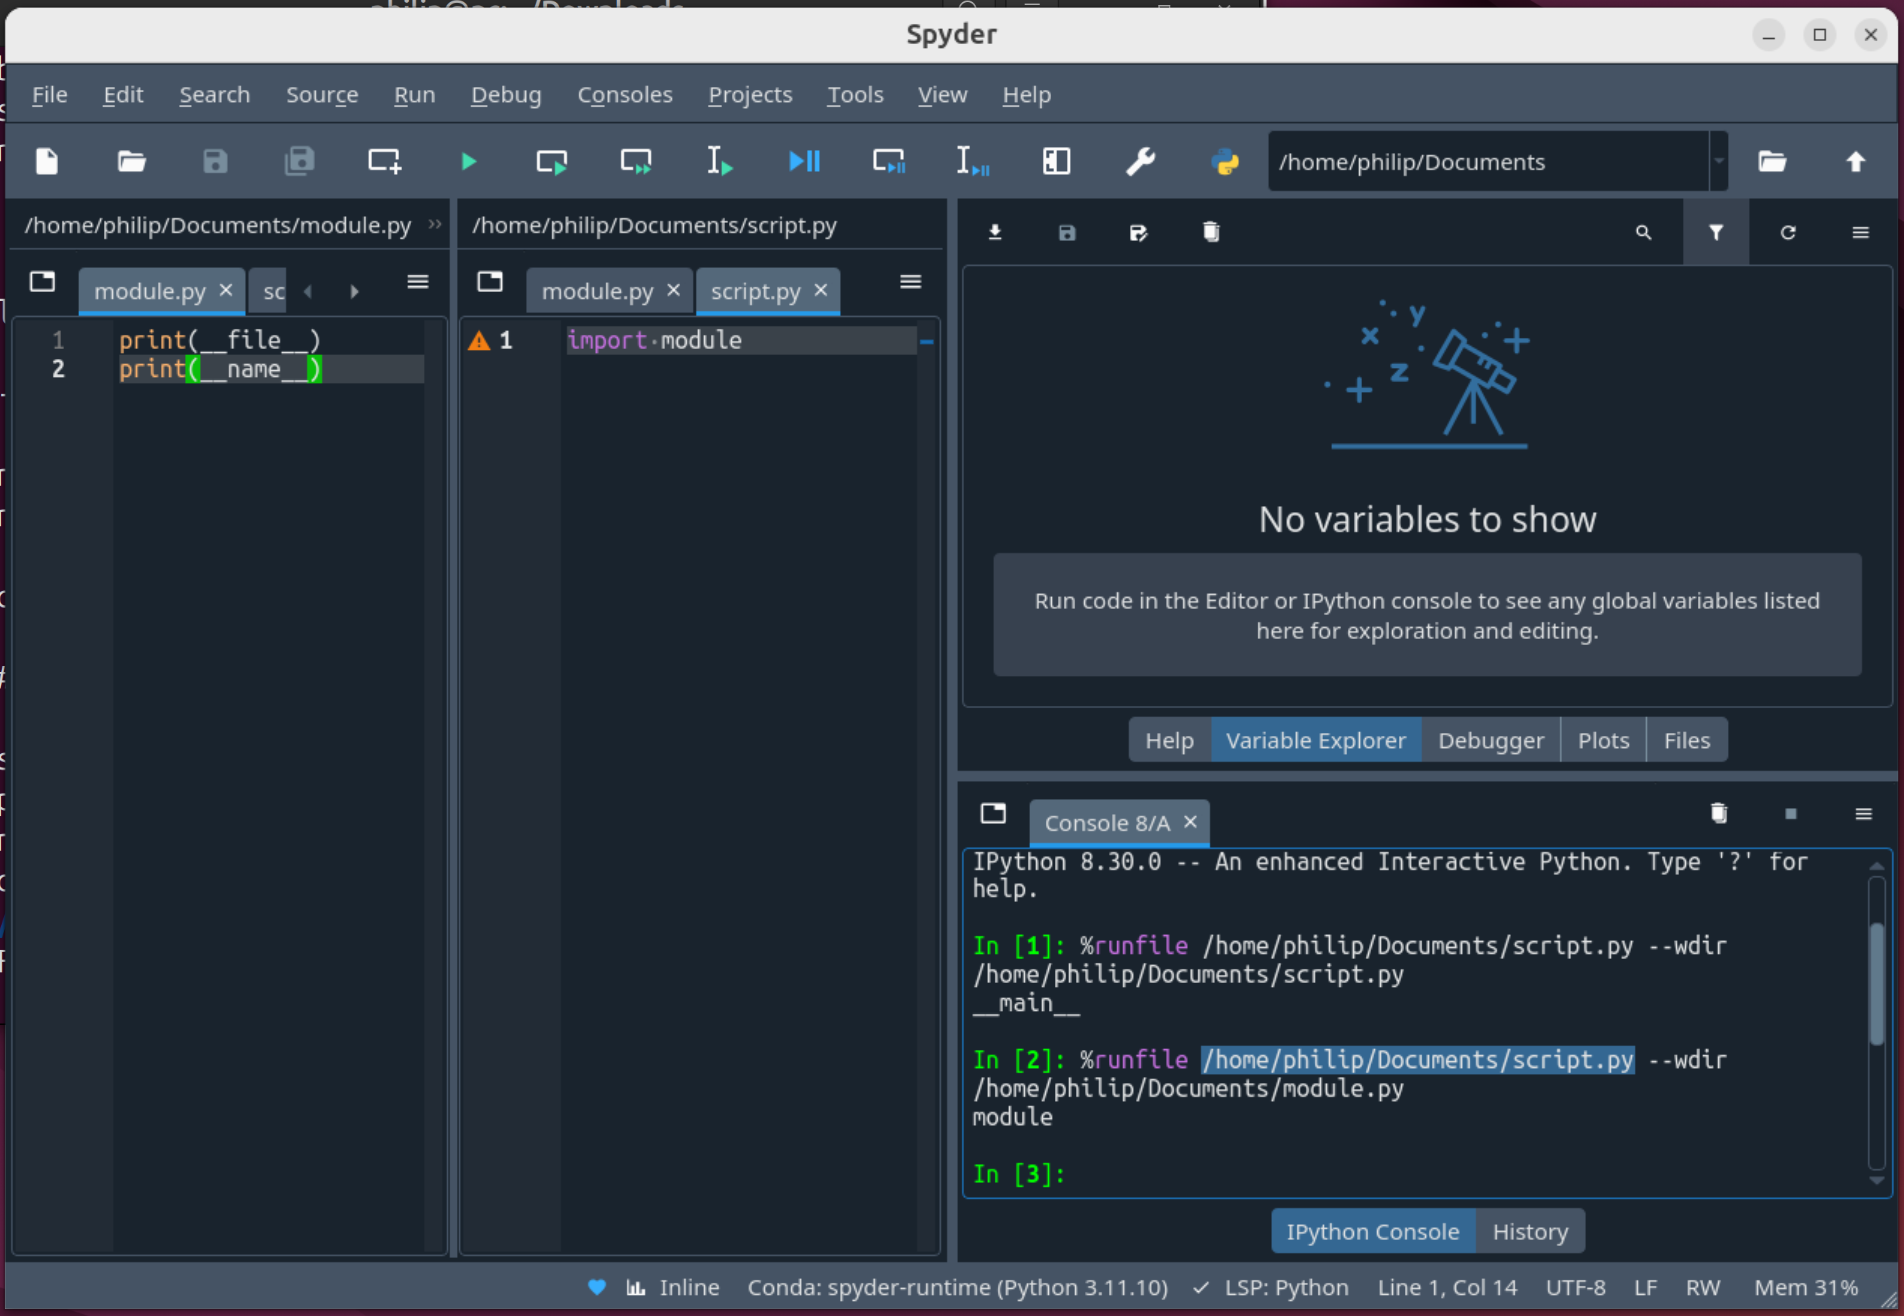 Spyder
File Edit Search Source Run Debug Consoles Projects Tools View Help
/home/philip/Documents
/home/philip/Documents/module.py
module.py sc
1 print(__file__)
2 print(__name__)
/home/philip/Documents/script.py
module.py script.py
1 import module
x y z
No variables to show
Run code in the Editor or IPython console to see any global variables listed
here for exploration and editing.
Help Variable Explorer Debugger Plots Files
Console 8/A
IPython 8.30.0 -- An enhanced Interactive Python. Type '?' for
help.
In [1]: %runfile /home/philip/Documents/script.py --wdir
/home/philip/Documents/script.py
__main__
In [2]: %runfile /home/philip/Documents/script.py --wdir
/home/philip/Documents/module.py
module
In [3]:
IPython Console History
Inline Conda: spyder-runtime (Python 3.11.10) LSP: Python Line 1, Col 14 UTF-8 LF RW Mem 31%